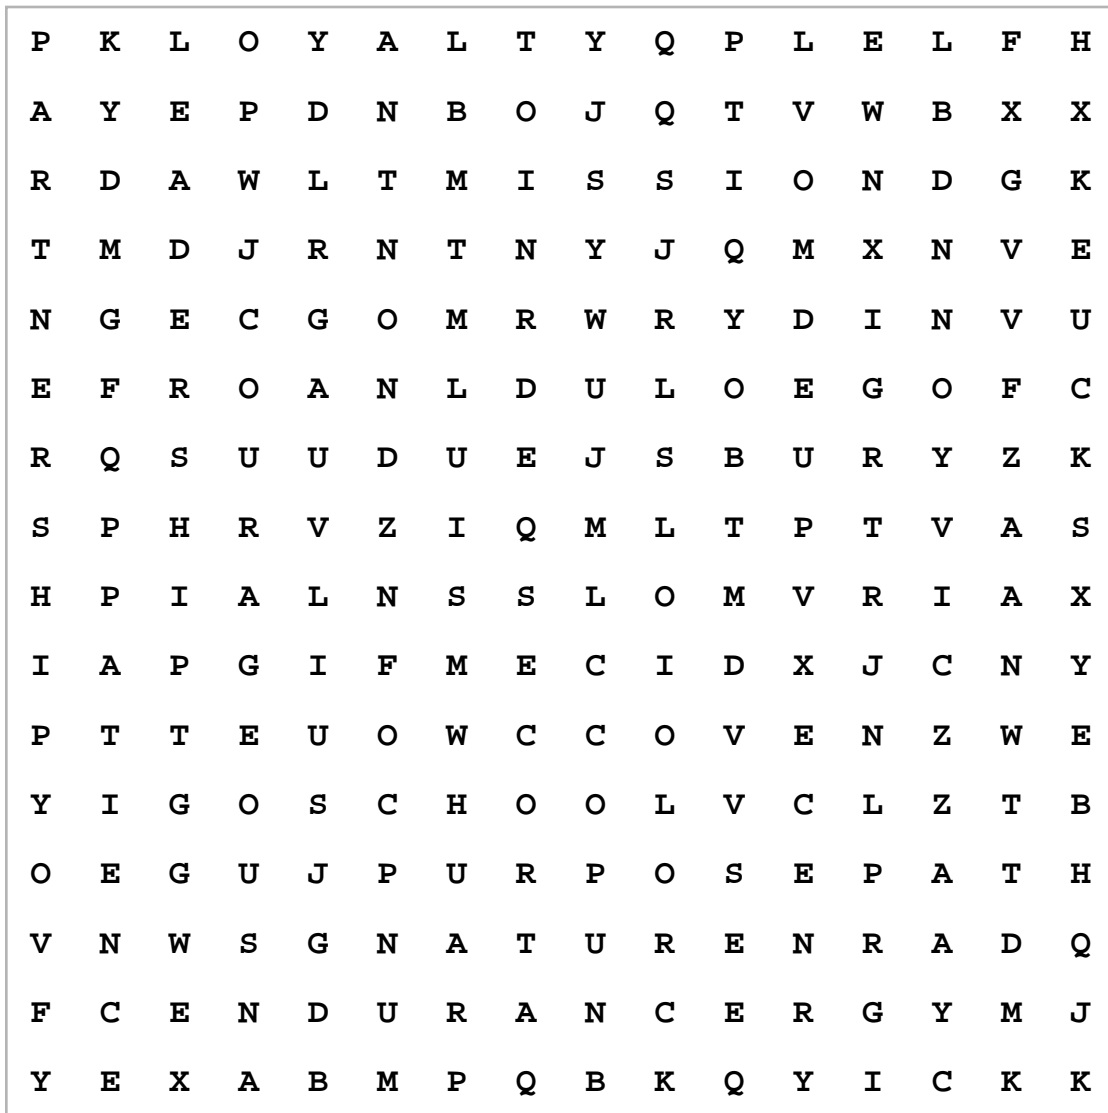 P K L O Y A L T Y Q P L E L F H
A Y E P D N B O J Q T V W B X X
R D A W L T M I S S I O N D G K
T M D J R N T N Y J Q M X N V E
N G E C G O M R W R Y D I N V U
E F R O A N L D U L O E G O F C
R Q S U U D U E J S B U R Y Z K
S P H R V Z I Q M L T P T V A S
H P I A L N S S L O M V R I A X
I A P G I F M E C I D X J C N Y
P T T E U O W C C O V E N Z W E
Y I G O S C H O O L V C L Z T B
O E G U J P U R P O S E P A T H
V N W S G N A T U R E N R A D Q
F C E N D U R A N C E R G Y M J
Y E X A B M P Q B K Q Y I C K K